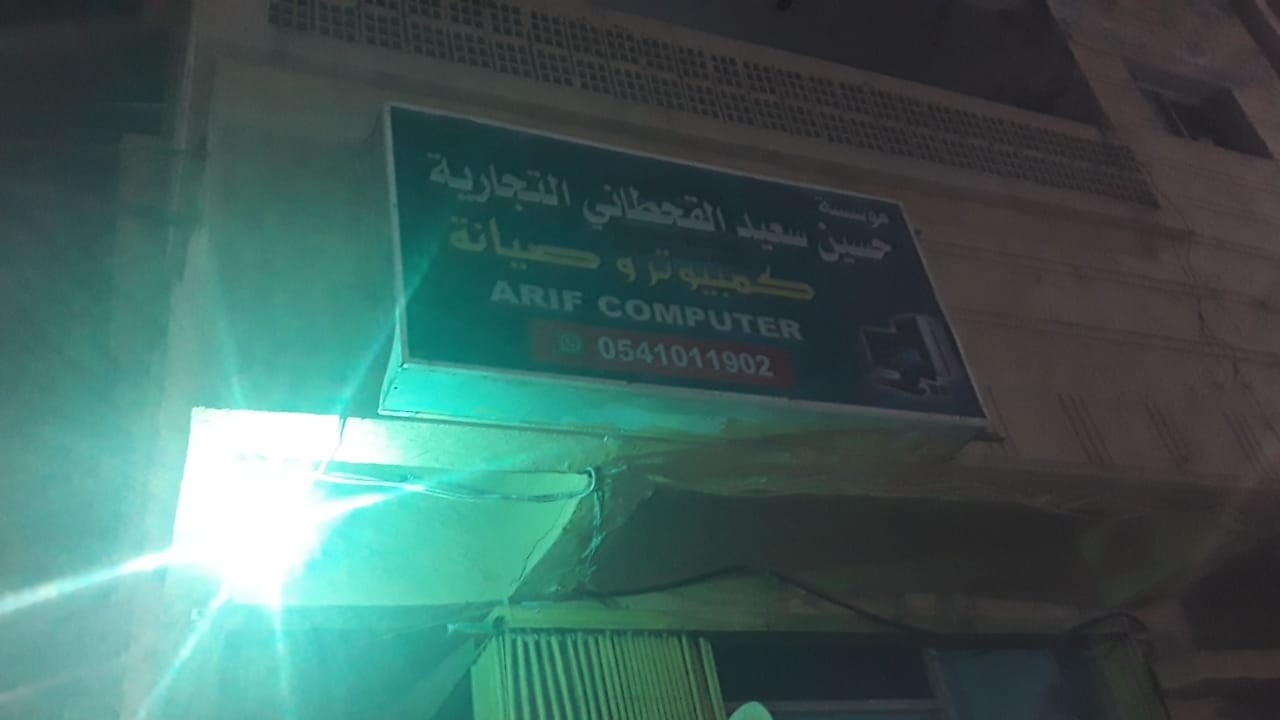 مؤسسة
حسين سعيد القحطاني التجارية
كمبيوتر و صيانة
ARIF COMPUTER
0541011902